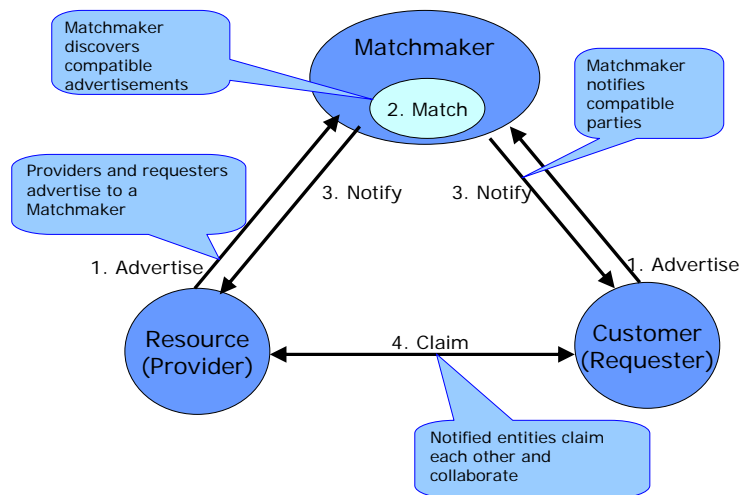 Matchmaker
discovers
compatible
advertisements
Matchmaker
2. Match
Matchmaker
notifies
compatible
parties
Providers and requesters
advertise to a
Matchmaker
3. Notify
3. Notify
1. Advertise
1. Advertise
Resource
(Provider)
4. Claim
Customer
(Requester)
Notified entities claim
each other and
collaborate